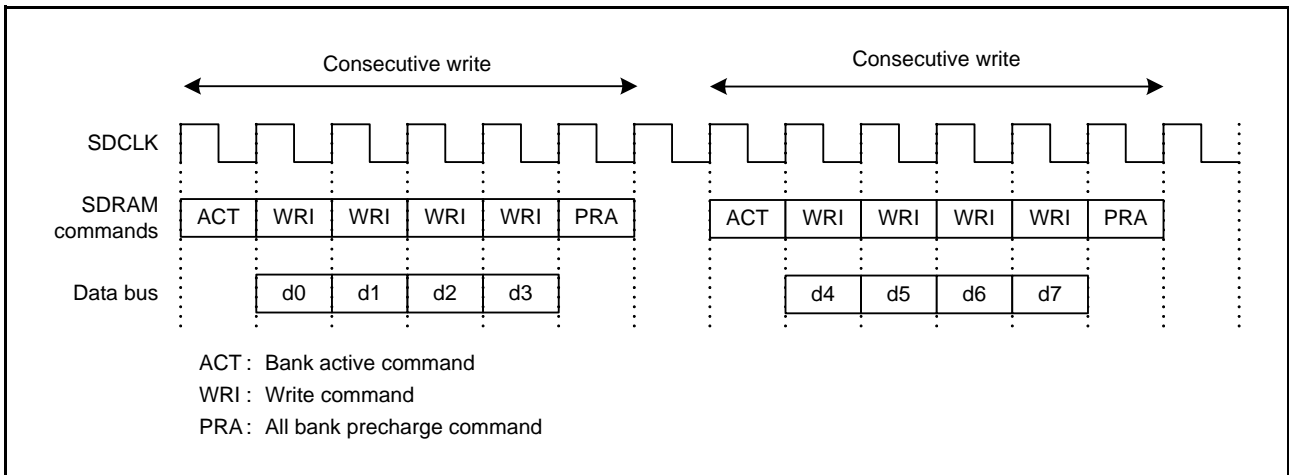 Consecutive write Consecutive write
SDCLK
SDRAM
commands
ACT WRI WRI WRI WRI PRA ACT WRI WRI WRI WRI PRA
Data bus d0 d1 d2 d3 d4 d5 d6 d7
ACT : Bank active command
WRI : Write command
PRA : All bank precharge command